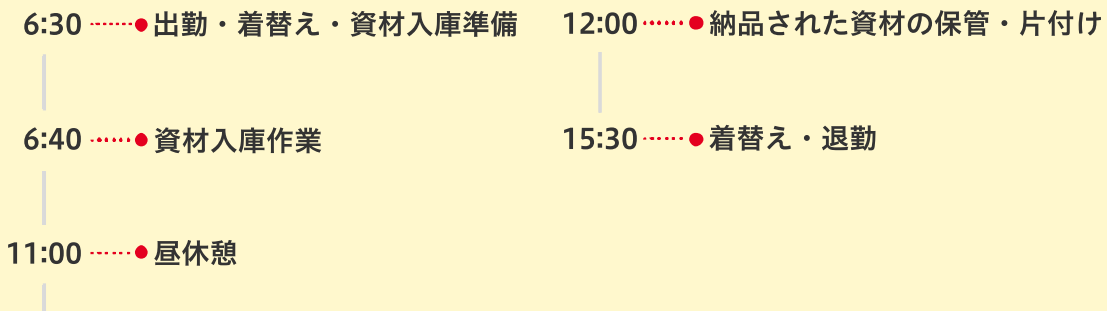 6:30 出勤・着替え・資材入庫準備
6:40 資材入庫作業
11:00 昼休憩
12:00 納品された資材の保管・片付け
15:30 着替え・退勤